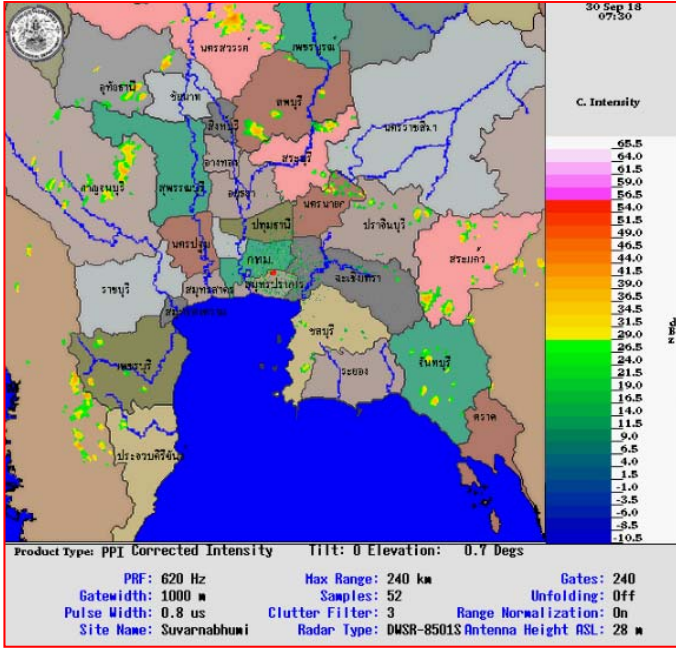 30 Sep 18
07:30
C. Intensity
นครสวรรค์
เพชรบูรณ์
อุทัยธานี
ชัยนาท
ลพบุรี
สิงหบุรี
นครราชสีมา
อ่างทอง
สระบุรี
กาญจนบุรี
สุพรรณบุรี
อยุธยา
นครนายก
ปราจีนบุรี
ปทุมธานี
นครปฐม
กทม.
สระแก้ว
ฉะเชิงเทรา
ราชบุรี
สมุทรสาคร
สมุทรปราการ
สมุทรสงคราม
ชลบุรี
เพชรบุรี
ระยอง
จันทบุรี
ตราด
ประจวบคีรีขันธ์
65.5
64.0
61.5
59.0
56.5
54.0
51.5
49.0
46.5
44.0
41.5
39.0
36.5
34.0
31.5
29.0
26.5
24.0
21.5
19.0
16.5
14.0
11.5
9.0
6.5
4.0
1.5
-1.0
-3.5
-6.0
-8.5
-10.5
Product Type: PPI Corrected Intensity Tilt: 0 Elevation: 0.7 Degs
PRF: 620 Hz Max Range: 240 km Gates: 240
Gatewidth: 1000 m Samples: 52 Unfolding: Off
Pulse Width: 0.8 us Clutter Filter: 3 Range Normalization: On
Site Name: Suvarnabhumi Radar Type: DWSR-8501S Antenna Height ASL: 28 m